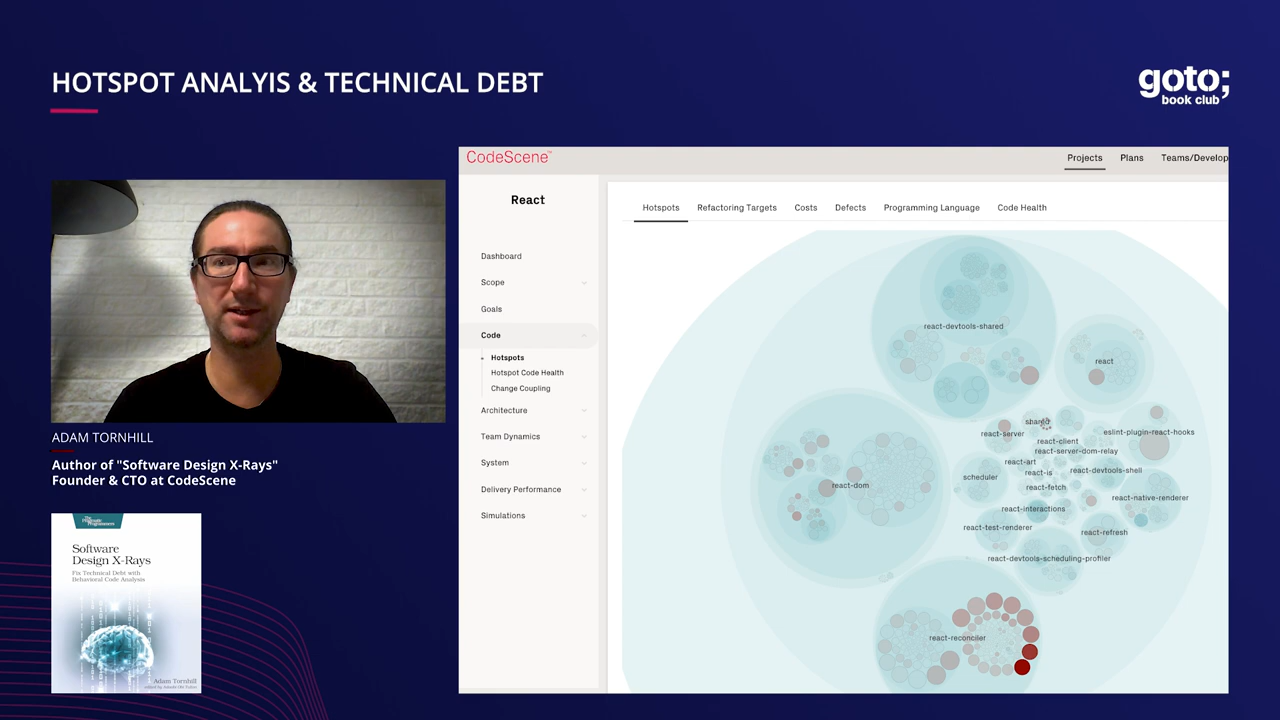 HOTSPOT ANALYIS & TECHNICAL DEBT
goto;
book club
ADAM TORNHILL
Author of "Software Design X-Rays"
Founder & CTO at CodeScene
The
Pragmatic
Programmers
Software
Design X-Rays
Fix Technical Debt with
Behavioral Code Analysis
Adam Tornhill
CodeScene™
Projects
Plans
Teams/Develop
React
Dashboard
Scope
Goals
Code
Hotspots
Hotspot Code Health
Change Coupling
Architecture
Team Dynamics
System
Delivery Performance
Simulations
Hotspots
Refactoring Targets
Costs
Defects
Programming Language
Code Health
react-devtools-shared
react
shared
react-server
eslint-plugin-react-hooks
react-client
react-server-dom-relay
react-art
react-is
react-devtools-shell
scheduler
react-dom
react-fetch
react-native-renderer
react-interactions
react-test-renderer
react-refresh
react-devtools-scheduling-profiler
react-reconciler